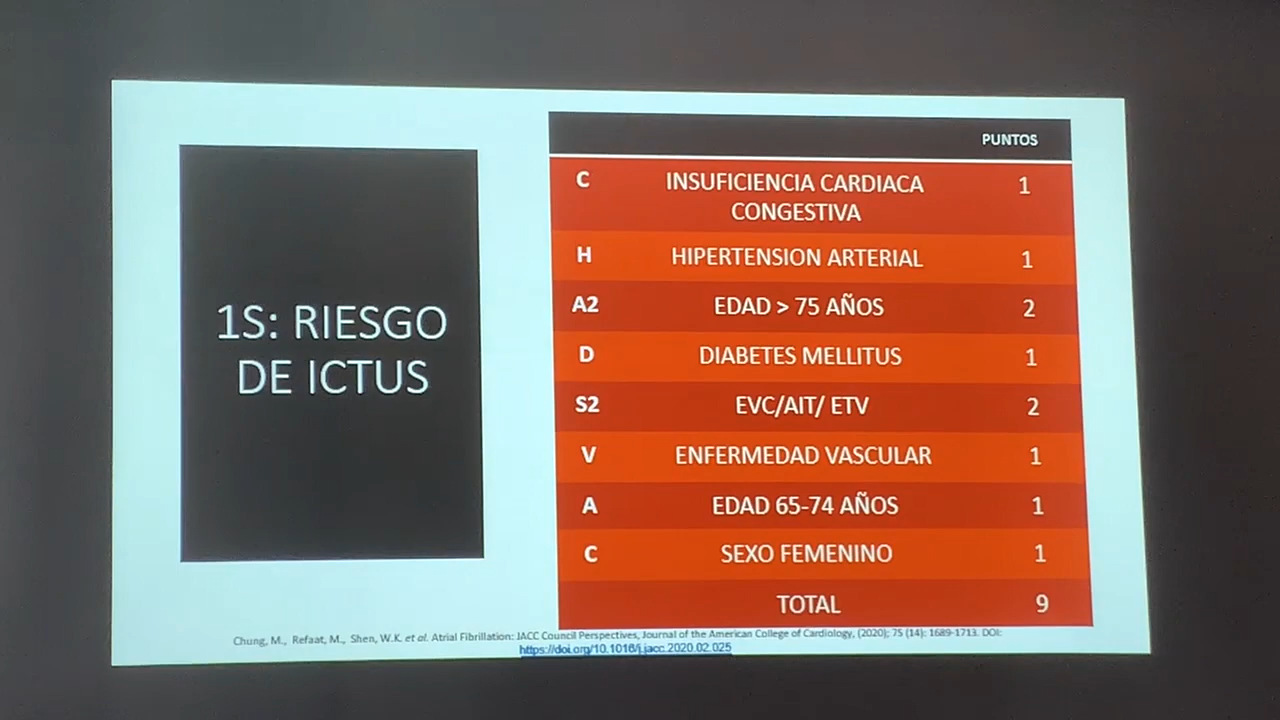 1S: RIESGO
DE ICTUS
PUNTOS
C INSUFICIENCIA CARDIACA CONGESTIVA 1
H HIPERTENSION ARTERIAL 1
A2 EDAD > 75 AÑOS 2
D DIABETES MELLITUS 1
S2 EVC/AIT/ ETV 2
V ENFERMEDAD VASCULAR 1
A EDAD 65-74 AÑOS 1
C SEXO FEMENINO 1
TOTAL 9
Chung, M., Refaat, M., Shen, W.K. et al. Atrial Fibrillation: JACC Council Perspectives, Journal of the American College of Cardiology, (2020); 75 (14): 1689-1713. DOI:
https://doi.org/10.1016/j.jacc.2020.02.025